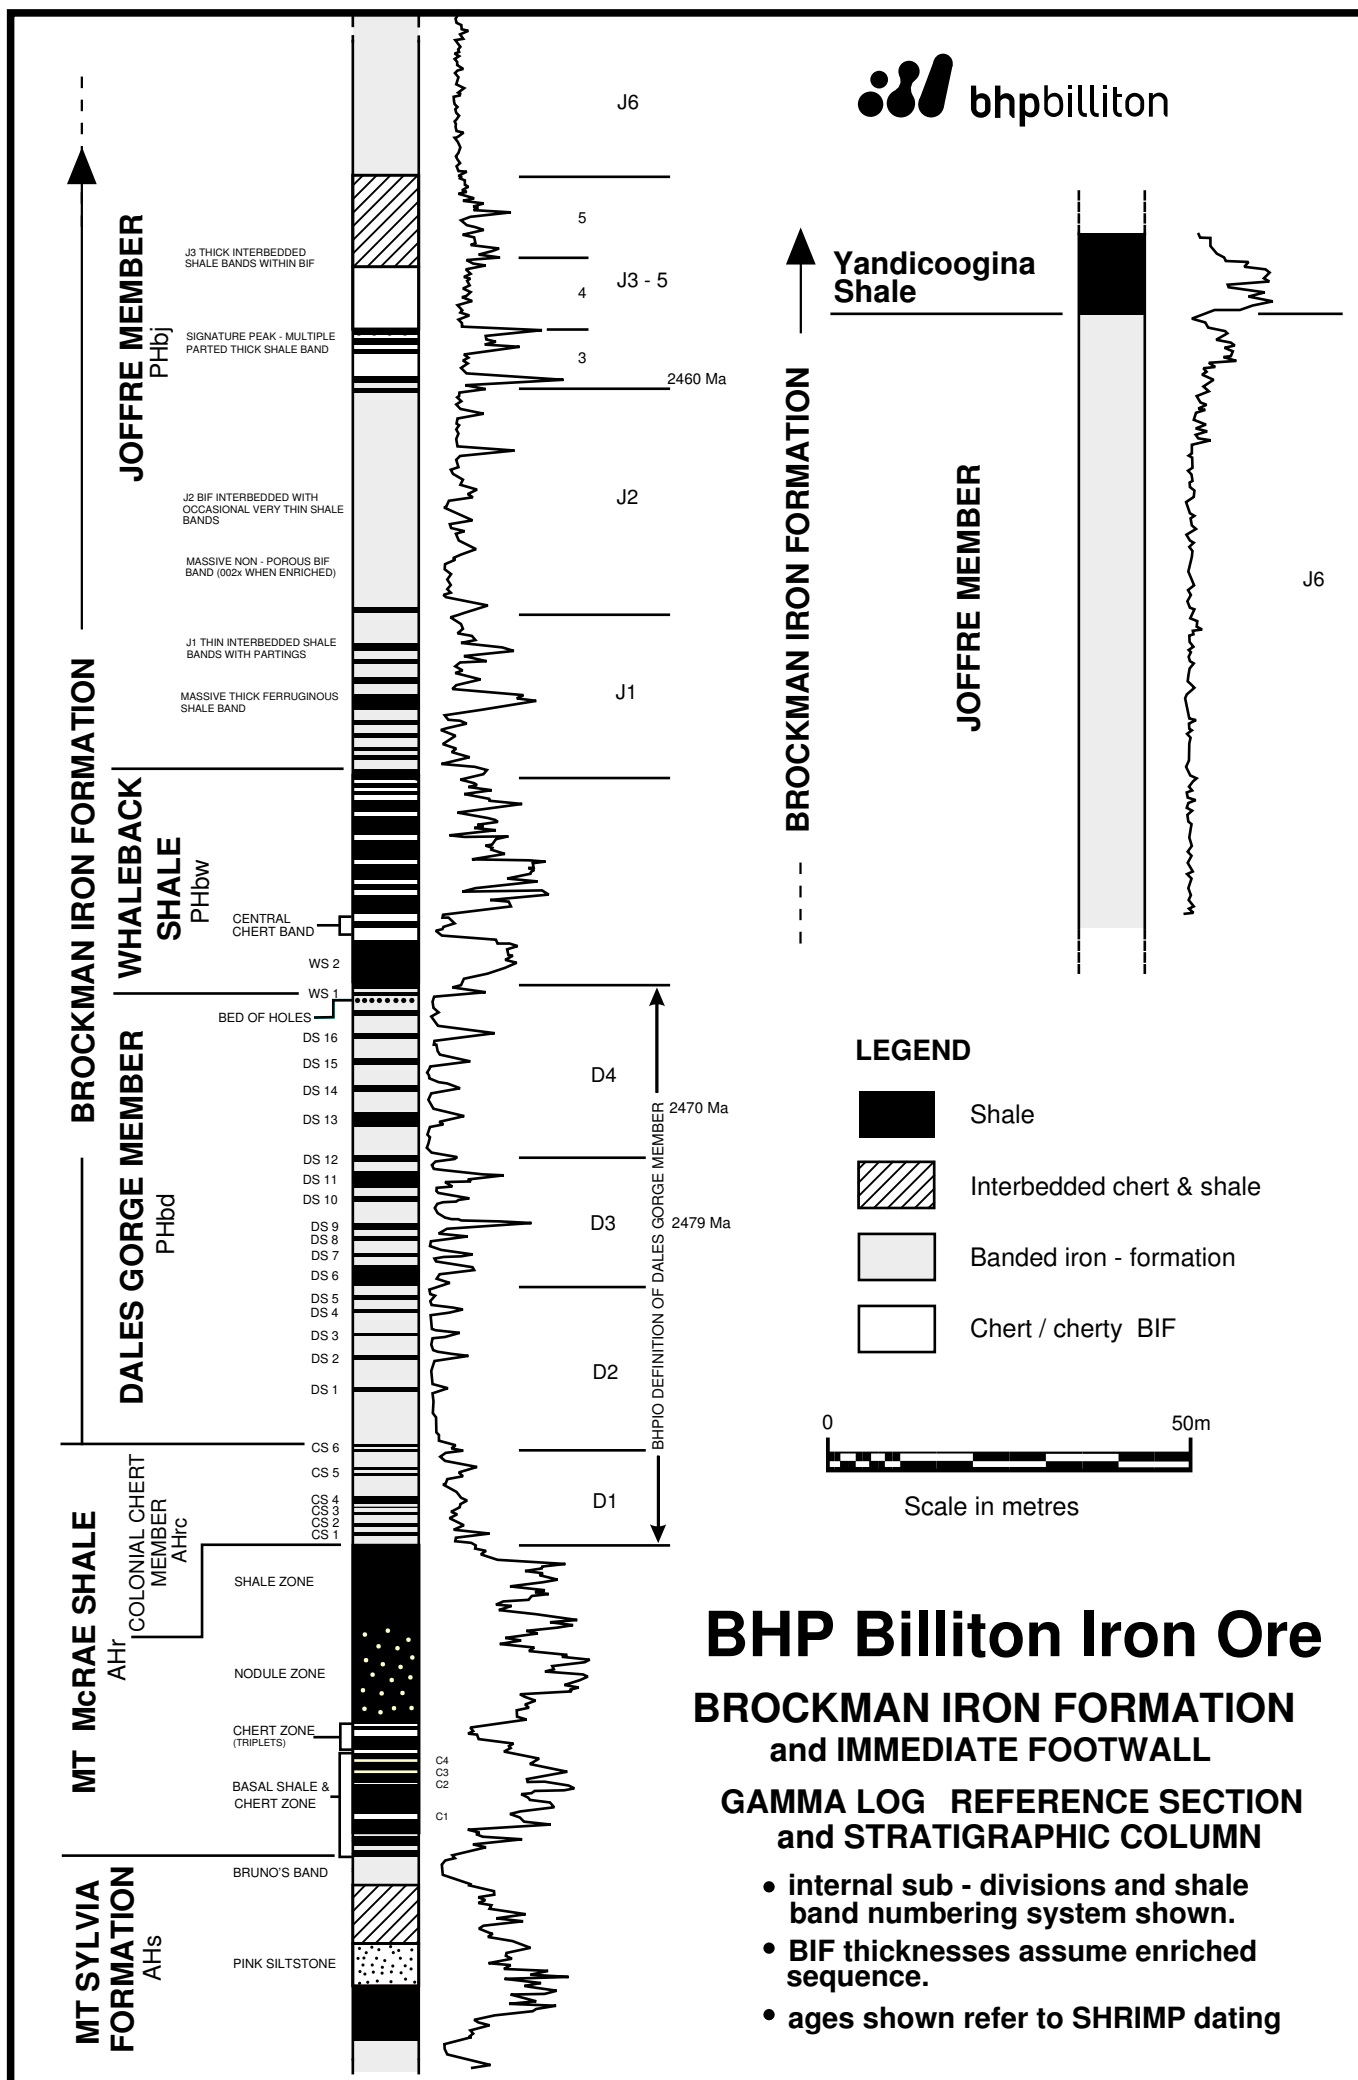 bhpbilliton
J6
5
J3 - 5
4
3
2460 Ma
J2
J1
JOFFRE MEMBER
PHbj
J3 THICK INTERBEDDED
SHALE BANDS WITHIN BIF
SIGNATURE PEAK - MULTIPLE
PARTED THICK SHALE BAND
J2 BIF INTERBEDDED WITH
OCCASIONAL VERY THIN SHALE
BANDS
MASSIVE NON - POROUS BIF
BAND (002x WHEN ENRICHED)
J1 THIN INTERBEDDED SHALE
BANDS WITH PARTINGS
MASSIVE THICK FERRUGINOUS
SHALE BAND
BROCKMAN IRON FORMATION
WHALEBACK
SHALE
PHbw
CENTRAL
CHERT BAND
WS 2
WS 1
BED OF HOLES
DALES GORGE MEMBER
PHbd
DS 16
DS 15
DS 14
DS 13
DS 12
DS 11
DS 10
DS 9
DS 8
DS 7
DS 6
DS 5
DS 4
DS 3
DS 2
DS 1
D4
D3
D2
D1
BHPIO DEFINITION OF DALES GORGE MEMBER
2470 Ma
2479 Ma
CS 6
CS 5
CS 4
CS 3
CS 2
CS 1
MT McRAE SHALE
AHr
COLONIAL CHERT
MEMBER
AHrc
SHALE ZONE
NODULE ZONE
CHERT ZONE
(TRIPLETS)
BASAL SHALE &
CHERT ZONE
C4
C3
C2
C1
MT SYLVIA
FORMATION
AHs
BRUNO'S BAND
PINK SILTSTONE
Yandicoogina
Shale
BROCKMAN IRON FORMATION
JOFFRE MEMBER
J6
LEGEND
Shale
Interbedded chert & shale
Banded iron - formation
Chert / cherty BIF
0
50m
Scale in metres
BHP Billiton Iron Ore
BROCKMAN IRON FORMATION
and IMMEDIATE FOOTWALL
GAMMA LOG REFERENCE SECTION
and STRATIGRAPHIC COLUMN
• internal sub - divisions and shale
band numbering system shown.
• BIF thicknesses assume enriched
sequence.
• ages shown refer to SHRIMP dating